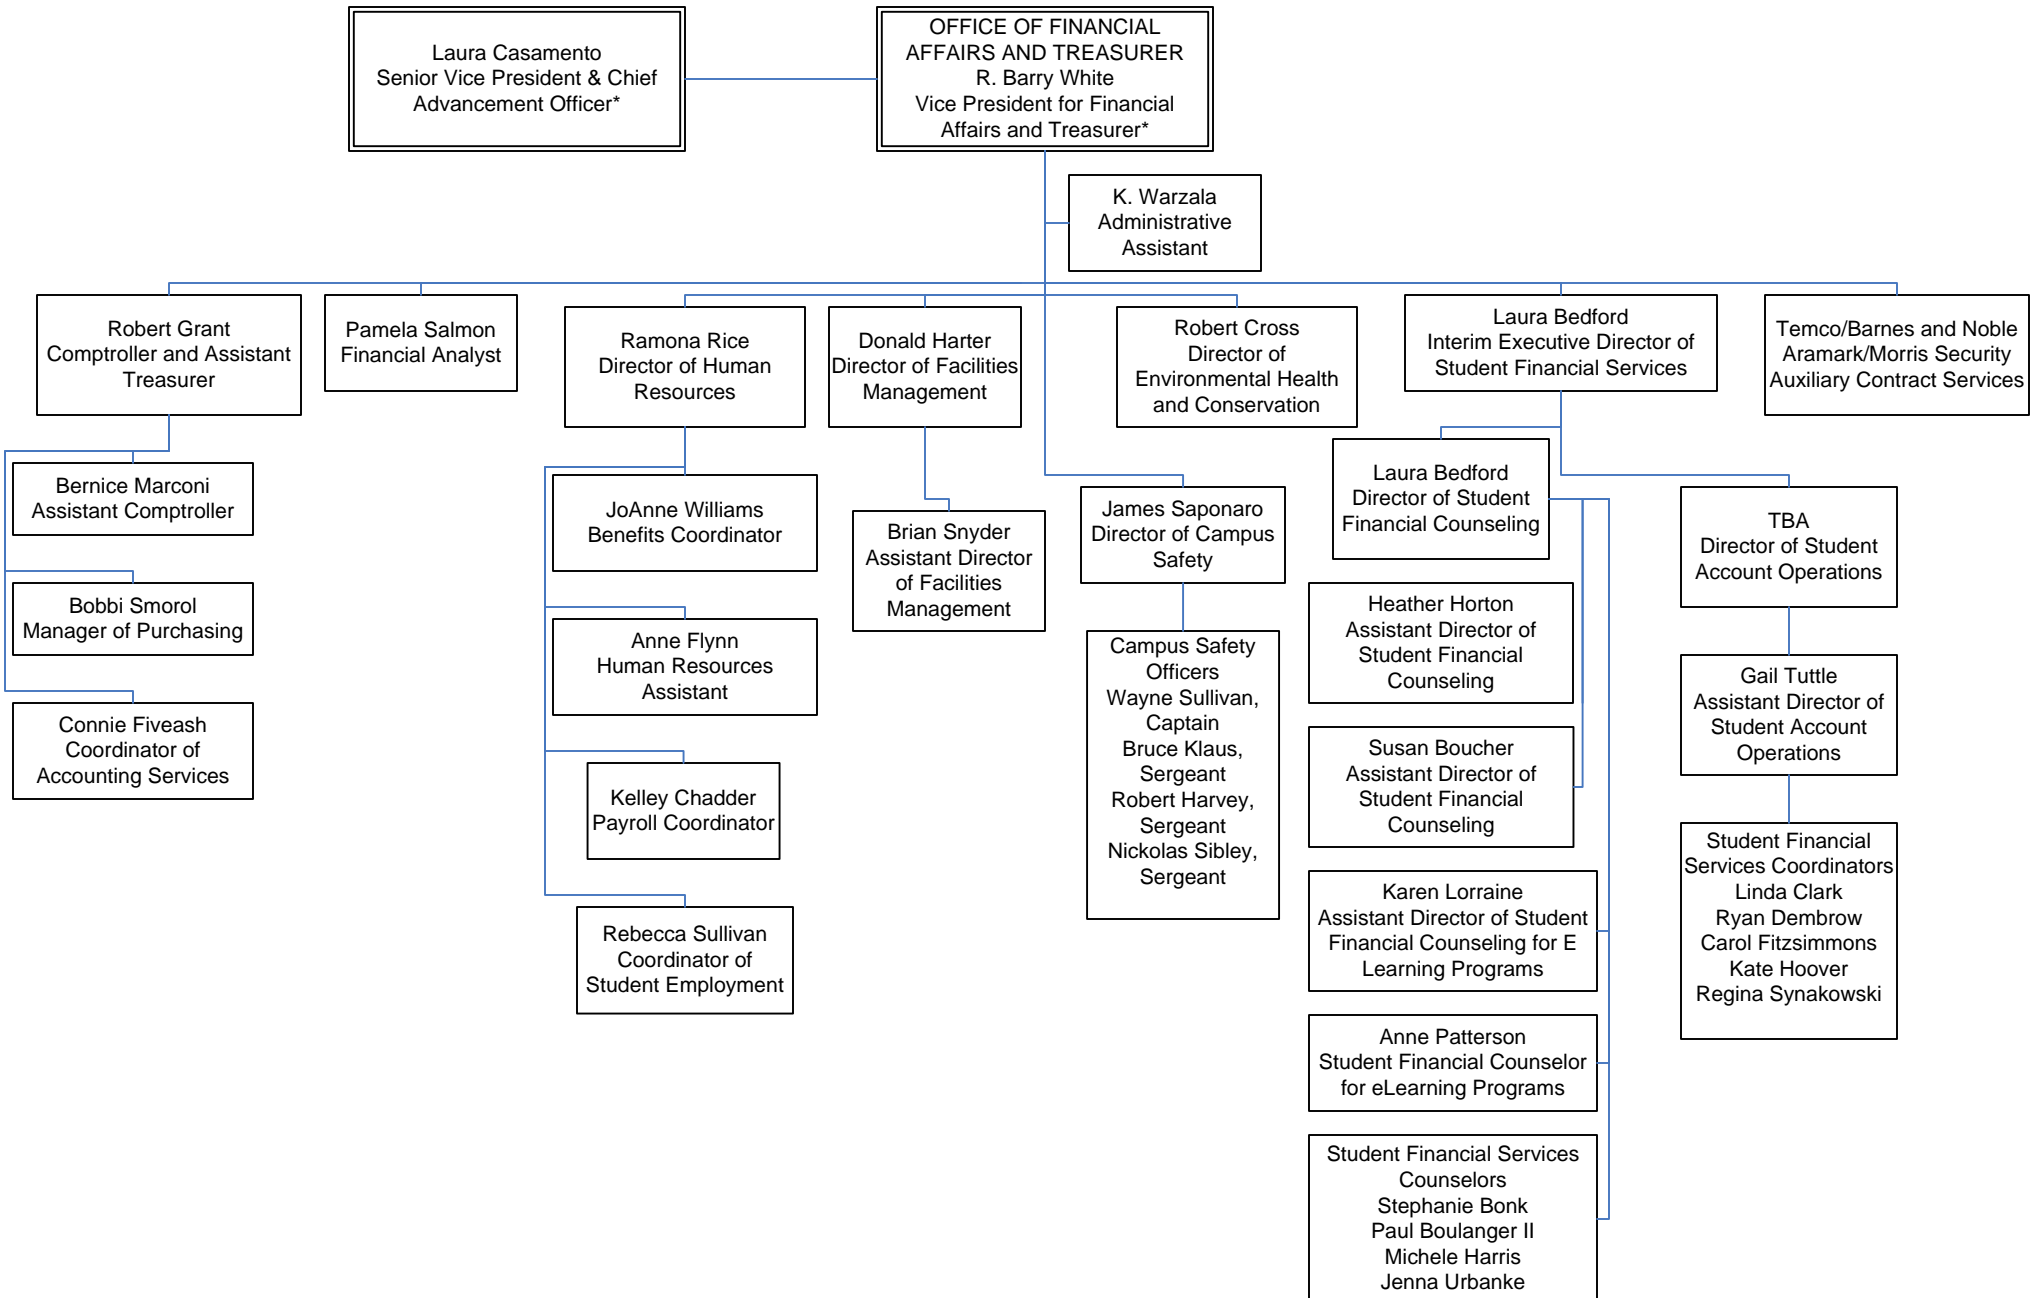 Laura Casamento
Senior Vice President & Chief
Advancement Officer*
OFFICE OF FINANCIAL
AFFAIRS AND TREASURER
R. Barry White
Vice President for Financial
Affairs and Treasurer*
K. Warzala
Administrative
Assistant
Robert Grant
Comptroller and Assistant
Treasurer
Pamela Salmon
Financial Analyst
Ramona Rice
Director of Human
Resources
Donald Harter
Director of Facilities
Management
Robert Cross
Director of
Environmental Health
and Conservation
Laura Bedford
Interim Executive Director of
Student Financial Services
Temco/Barnes and Noble
Aramark/Morris Security
Auxiliary Contract Services
Bernice Marconi
Assistant Comptroller
Bobbi Smorol
Manager of Purchasing
Connie Fiveash
Coordinator of
Accounting Services
JoAnne Williams
Benefits Coordinator
Anne Flynn
Human Resources
Assistant
Kelley Chadder
Payroll Coordinator
Rebecca Sullivan
Coordinator of
Student Employment
Brian Snyder
Assistant Director
of Facilities
Management
James Saponaro
Director of Campus
Safety
Campus Safety
Officers
Wayne Sullivan,
Captain
Bruce Klaus,
Sergeant
Robert Harvey,
Sergeant
Nickolas Sibley,
Sergeant
Laura Bedford
Director of Student
Financial Counseling
Heather Horton
Assistant Director of
Student Financial
Counseling
Susan Boucher
Assistant Director of
Student Financial
Counseling
Karen Lorraine
Assistant Director of Student
Financial Counseling for E
Learning Programs
Anne Patterson
Student Financial Counselor
for eLearning Programs
Student Financial Services
Counselors
Stephanie Bonk
Paul Boulanger II
Michele Harris
Jenna Urbanke
TBA
Director of Student
Account Operations
Gail Tuttle
Assistant Director of
Student Account
Operations
Student Financial
Services Coordinators
Linda Clark
Ryan Dembrow
Carol Fitzsimmons
Kate Hoover
Regina Synakowski